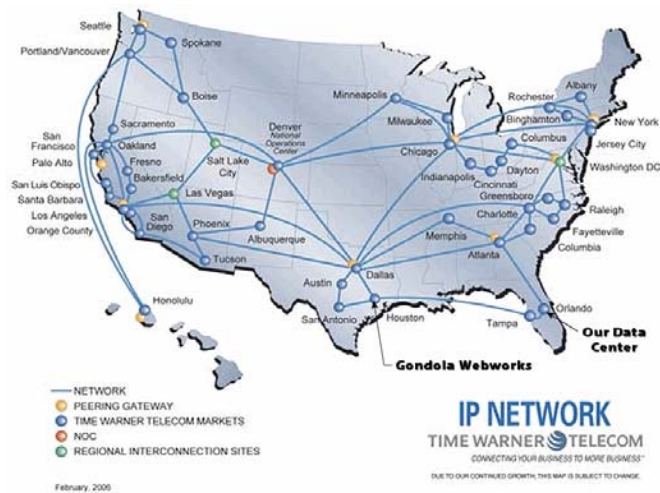 Seattle
Portland/Vancouver
Spokane
Boise
Minneapolis
Milwaukee
Rochester
Albany
Binghamton
New York
Jersey City
Washington DC
Columbus
Dayton
Cincinnati
Indianapolis
Chicago
Greensboro
Charlotte
Raleigh
Fayetteville
Columbia
Denver
National
Operations
Center
Salt Lake
City
Sacramento
San
Francisco
Oakland
Palo Alto
Fresno
Bakersfield
San Luis Obispo
Santa Barbara
Los Angeles
Orange County
Las Vegas
San
Diego
Phoenix
Tucson
Albuquerque
Memphis
Atlanta
Dallas
Austin
San Antonio
Houston
Tampa
Orlando
Honolulu
Our Data
Center
Gondola Webworks
NETWORK
PEERING GATEWAY
TIME WARNER TELECOM MARKETS
NOC
REGIONAL INTERCONNECTION SITES
February, 2006
IP NETWORK
TIME WARNER TELECOM
CONNECTING YOUR BUSINESS TO MORE BUSINESS™
DUE TO OUR CONTINUED GROWTH, THIS MAP IS SUBJECT TO CHANGE.